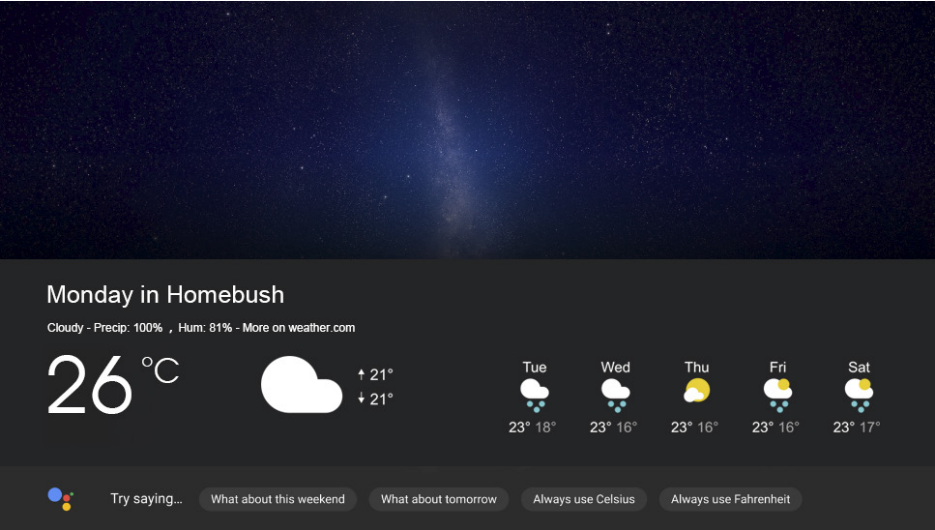 Monday in Homebush
Cloudy - Precip: 100% , Hum: 81% - More on weather.com
26 °C
↑ 21°
↓ 21°
Tue Wed Thu Fri Sat
23° 18° 23° 16° 23° 16° 23° 16° 23° 17°
Try saying... What about this weekend What about tomorrow Always use Celsius Always use Fahrenheit